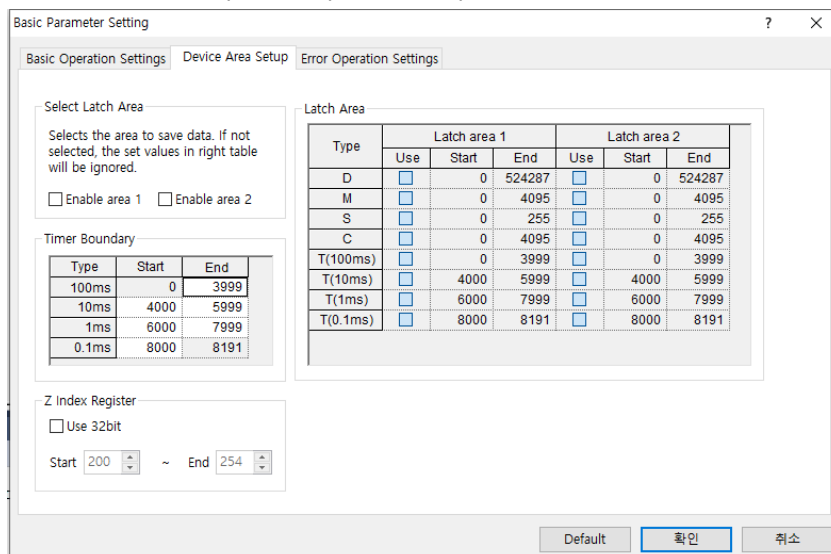 Basic Parameter Setting ? ×
Basic Operation Settings Device Area Setup Error Operation Settings
Select Latch Area
Selects the area to save data. If not
selected, the set values in right table
will be ignored.
Enable area 1 Enable area 2
Timer Boundary
Type Start End
100ms 0 3999
10ms 4000 5999
1ms 6000 7999
0.1ms 8000 8191
Z Index Register
Use 32bit
Start 200 ~ End 254
Latch Area
Type Latch area 1 Latch area 2
Use Start End Use Start End
D 0 524287 0 524287
M 0 4095 0 4095
S 0 255 0 255
C 0 4095 0 4095
T(100ms) 0 3999 0 3999
T(10ms) 4000 5999 4000 5999
T(1ms) 6000 7999 6000 7999
T(0.1ms) 8000 8191 8000 8191
Default 확인 취소